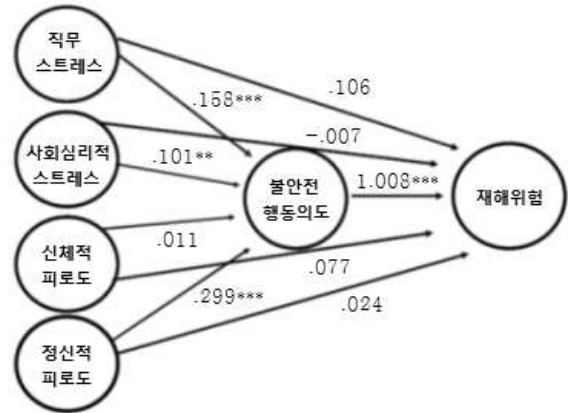 직무
스트레스
.106
.158***
-.007
사회심리적
스트레스
.101**
불안전
행동의도
1.008***
재해위험
신체적
피로도
.011
.077
.299***
.024
정신적
피로도